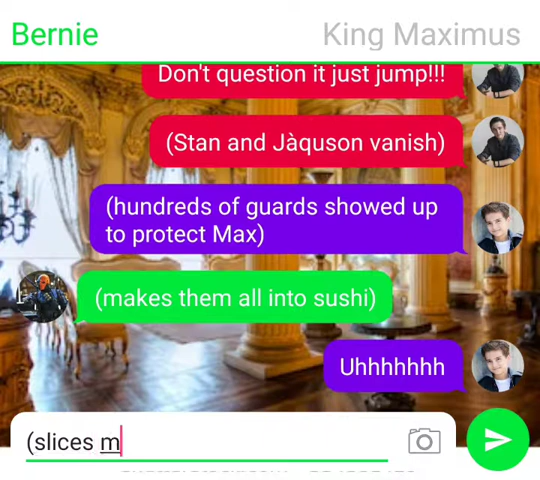 Bernie King Maximus
Don't question it just jump!!!
(Stan and Jàquson vanish)
(hundreds of guards showed up
to protect Max)
(makes them all into sushi)
Uhhhhhhh
(slices m